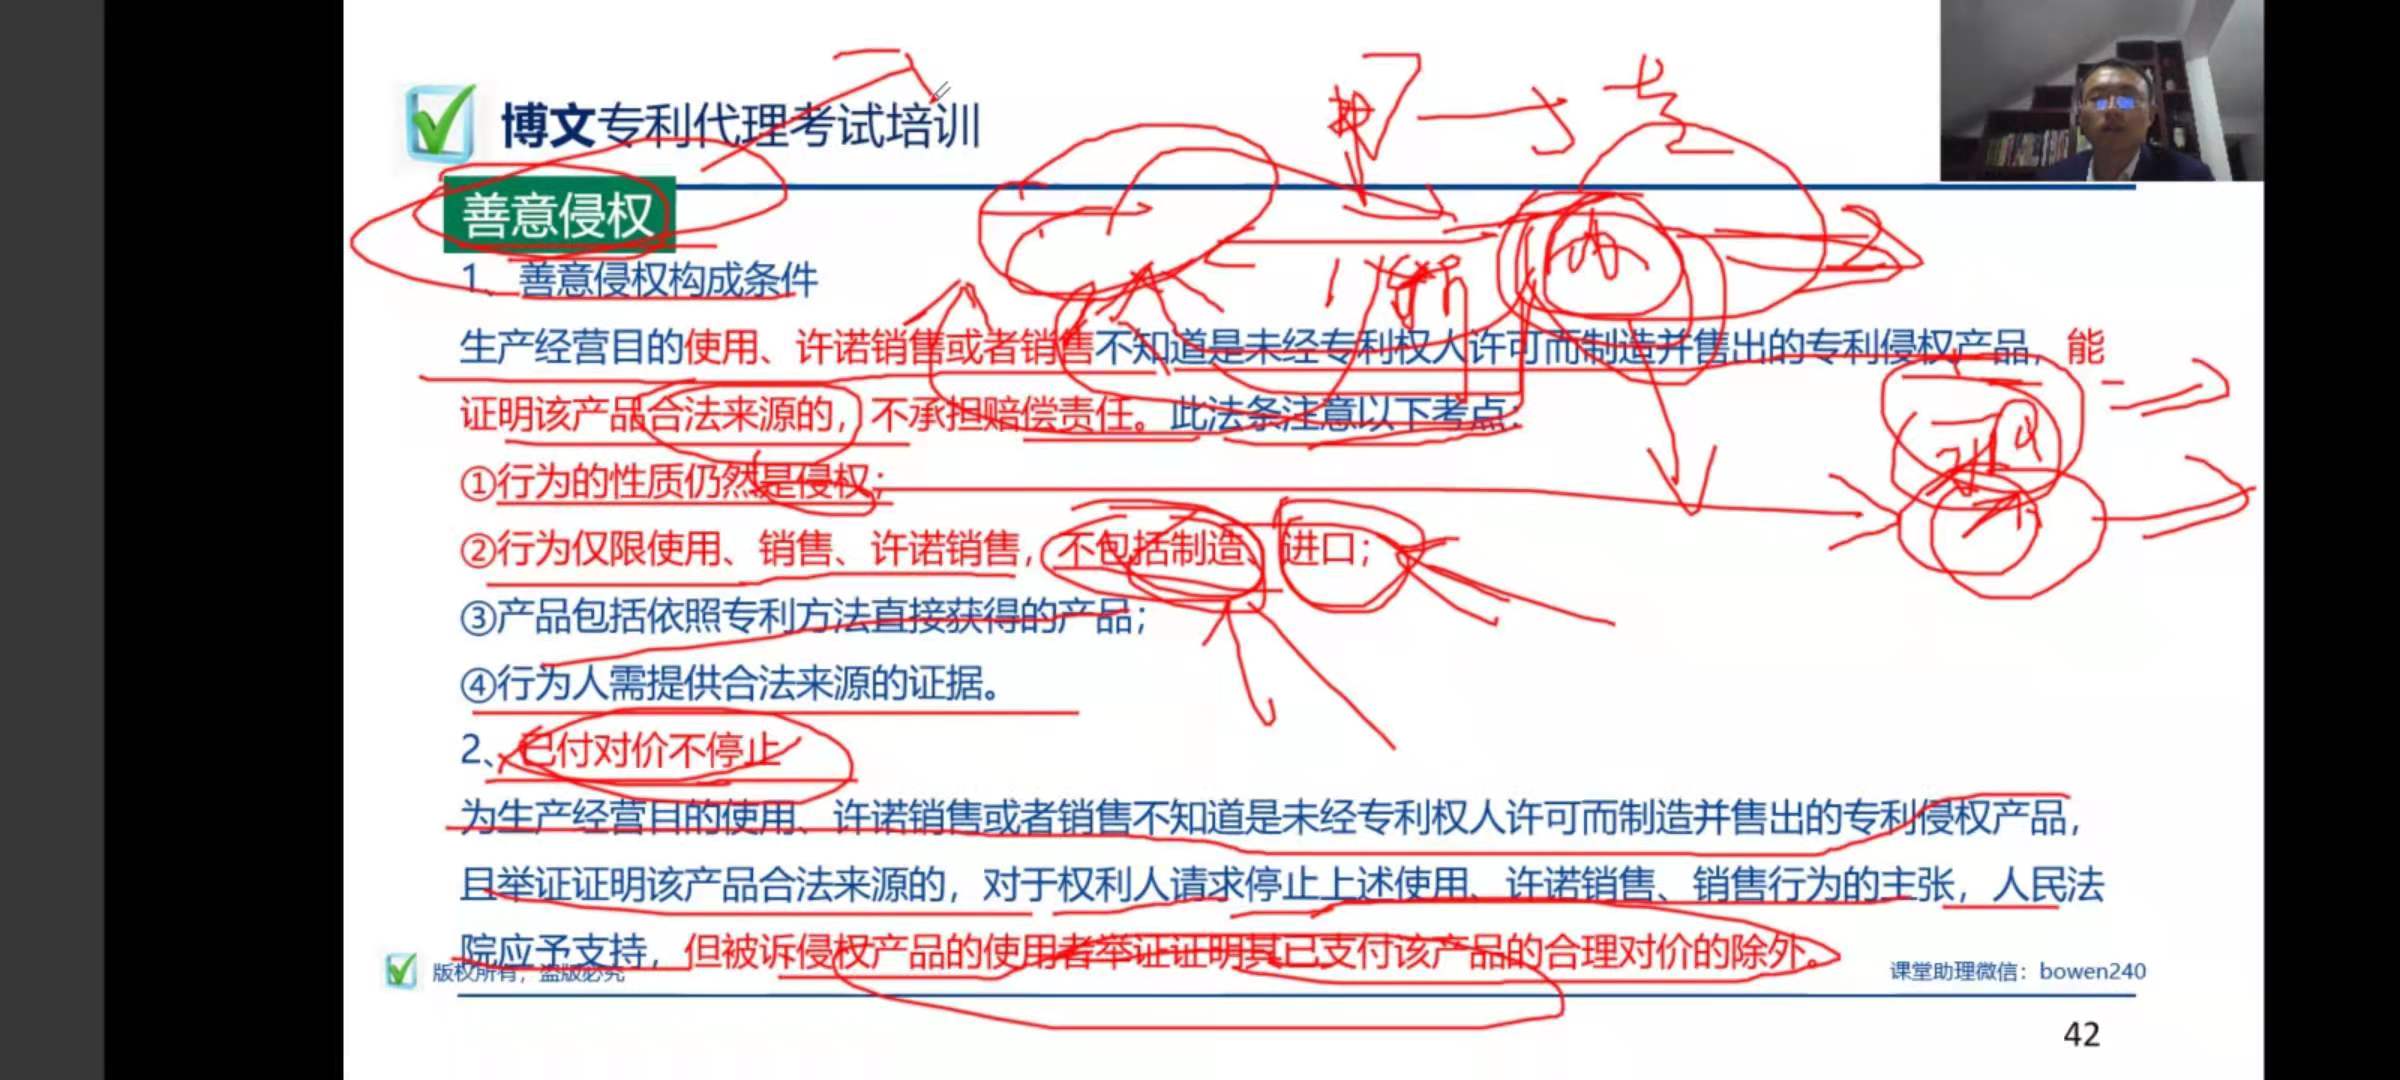 博文专利代理考试培训
善意侵权
1、善意侵权构成条件
生产经营目的使用、许诺销售或者销售不知道是未经专利权人许可而制造并售出的专利侵权产品，能
证明该产品合法来源的，不承担赔偿责任。此法条注意以下考点：
①行为的性质仍然是侵权；
②行为仅限使用、销售、许诺销售，不包括制造、进口；
③产品包括依照专利方法直接获得的产品；
④行为人需提供合法来源的证据。
2、已付对价不停止
为生产经营目的使用、许诺销售或者销售不知道是未经专利权人许可而制造并售出的专利侵权产品，
且举证证明该产品合法来源的，对于权利人请求停止上述使用、许诺销售、销售行为的主张，人民法
院应予支持，但被诉侵权产品的使用者举证证明其已支付该产品的合理对价的除外。
版权所有，盗版必究
课堂助理微信：bowen240
42